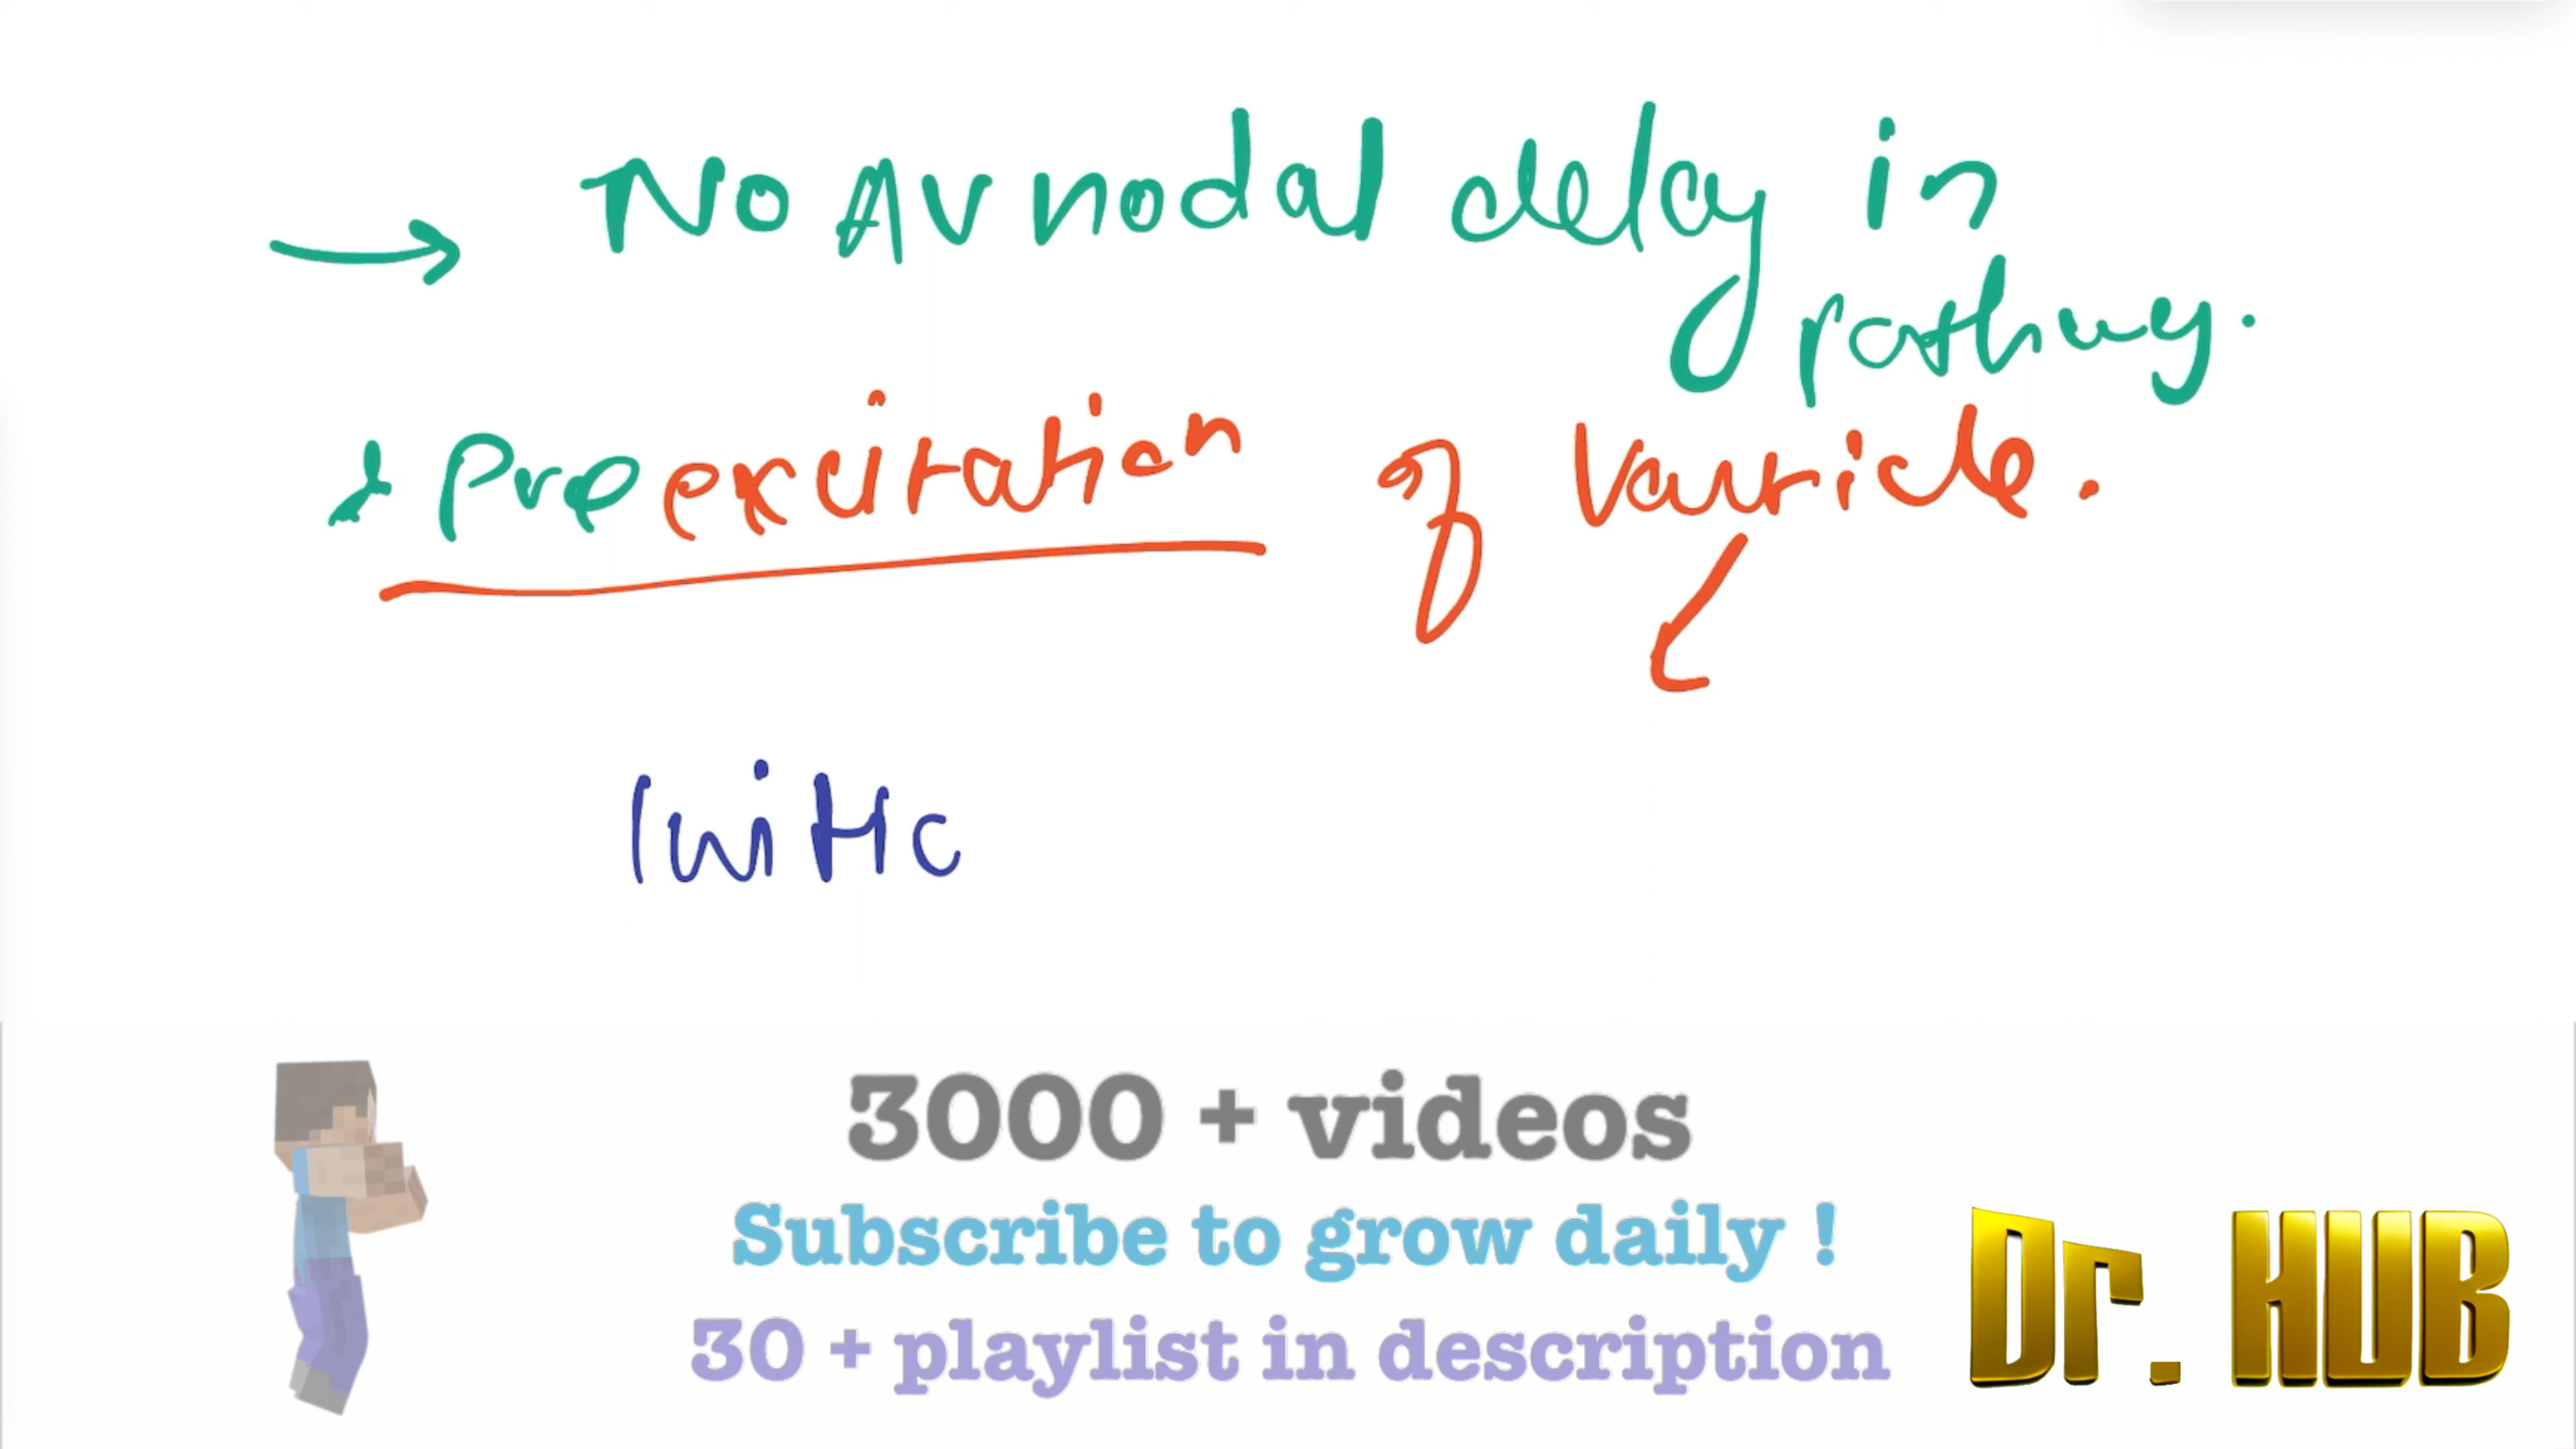 → No AV nodal delay in
pathway.
& Preexcitation of Ventricle.
3000 + videos
Subscribe to grow daily !
30 + playlist in description
Dr. HUB